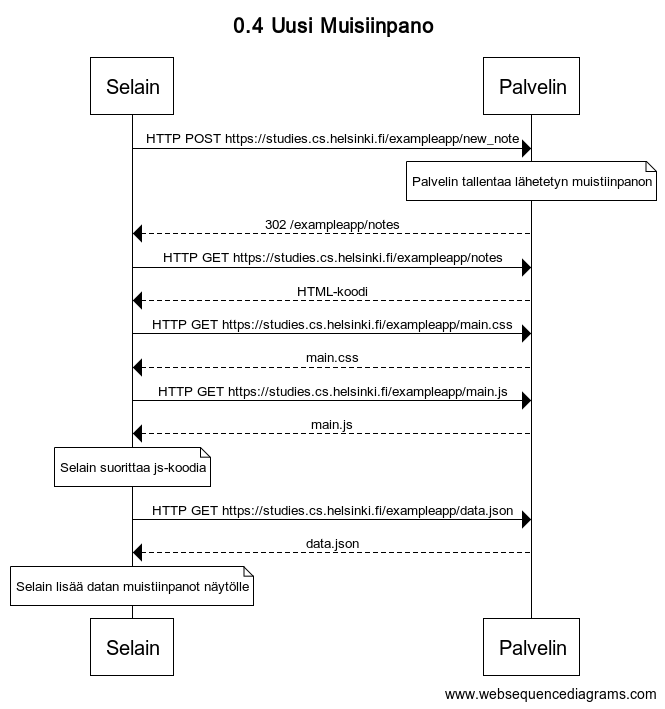 0.4 Uusi Muisiinpano
Selain
Palvelin
HTTP POST https://studies.cs.helsinki.fi/exampleapp/new_note
Palvelin tallentaa lähetetyn muistiinpanon
302 /exampleapp/notes
HTTP GET https://studies.cs.helsinki.fi/exampleapp/notes
HTML-koodi
HTTP GET https://studies.cs.helsinki.fi/exampleapp/main.css
main.css
HTTP GET https://studies.cs.helsinki.fi/exampleapp/main.js
main.js
Selain suorittaa js-koodia
HTTP GET https://studies.cs.helsinki.fi/exampleapp/data.json
data.json
Selain lisää datan muistiinpanot näytölle
Selain
Palvelin
www.websequencediagrams.com